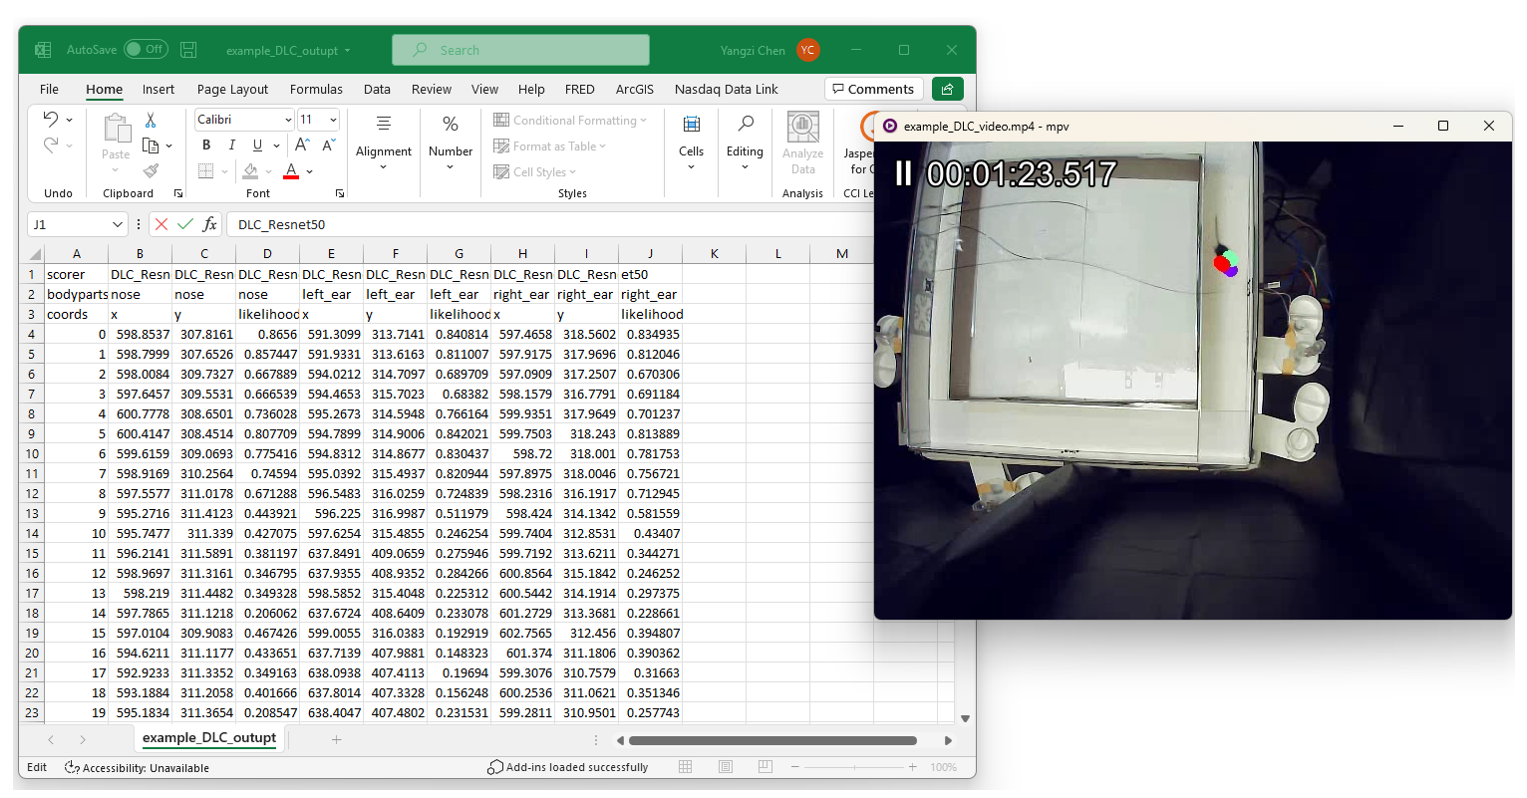 AutoSave Off example_DLC_outupt Search Yangzi Chen YC
File Home Insert Page Layout Formulas Data Review View Help FRED ArcGIS Nasdaq Data Link Comments
Calibri 11
Paste
B I U A A
A
Alignment
% Number
Conditional Formatting
Format as Table
Cell Styles
Cells
Editing
Analyze Data
Jasper
for C
Undo Clipboard Font Styles Analysis CCI Le
J1 fx DLC_Resnet50
A B C D E F G H I J K L M
1 scorer DLC_Resn DLC_Resn DLC_Resn DLC_Resn DLC_Resn DLC_Resn DLC_Resn DLC_Resn et50
2 bodyparts nose nose nose left_ear left_ear left_ear right_ear right_ear right_ear
3 coords x y likelihood x y likelihood x y likelihood
4 0 598.8537 307.8161 0.8656 591.3099 313.7141 0.840814 597.4658 318.5602 0.834935
5 1 598.7999 307.6526 0.857447 591.9331 313.6163 0.811007 597.9175 317.9696 0.812046
6 2 598.0084 309.7327 0.667889 594.0212 314.7097 0.689709 597.0909 317.2507 0.670306
7 3 597.6457 309.5531 0.666539 594.4653 315.7023 0.68382 598.1579 316.7791 0.691184
8 4 600.7778 308.6501 0.736028 595.2673 314.5948 0.766164 599.9351 317.9649 0.701237
9 5 600.4147 308.4514 0.807709 594.7899 314.9006 0.842021 599.7503 318.243 0.813889
10 6 599.6159 309.0693 0.775416 594.8312 314.8677 0.830437 598.72 318.001 0.781753
11 7 598.9169 310.2564 0.74594 595.0392 315.4937 0.820944 597.8975 318.0046 0.756721
12 8 597.5577 311.0178 0.671288 596.5483 316.0259 0.724839 598.2316 316.1917 0.712945
13 9 595.2716 311.4123 0.443921 596.225 316.9987 0.511979 598.424 314.1342 0.581559
14 10 595.7477 311.339 0.427075 597.6254 315.4855 0.246254 599.7404 312.8531 0.43407
15 11 596.2141 311.5891 0.381197 637.8491 409.0659 0.275946 599.7192 313.6211 0.344271
16 12 598.9697 311.3161 0.346795 637.9355 408.9352 0.284266 600.8564 315.1842 0.246252
17 13 598.219 311.4482 0.349328 598.5852 315.4048 0.225312 600.5442 314.1914 0.297375
18 14 597.7865 311.1218 0.206062 637.6724 408.6409 0.233078 601.2729 313.3681 0.228661
19 15 597.0104 309.9083 0.467426 599.0055 316.0383 0.192919 602.7565 312.456 0.394807
20 16 594.6211 311.1177 0.433651 637.7139 407.9881 0.148323 601.374 311.1806 0.390362
21 17 592.9233 311.3352 0.349163 638.0938 407.4113 0.19694 599.3076 310.7579 0.31663
22 18 593.1884 311.2058 0.401666 637.8014 407.3328 0.156248 600.2536 311.0621 0.351346
23 19 595.1834 311.3654 0.208547 638.4047 407.4802 0.231531 599.2811 310.9501 0.257743
example_DLC_outupt
Edit Accessibility: Unavailable Add-ins loaded successfully 100%
example_DLC_video.mp4 - mpv
00:01:23.517